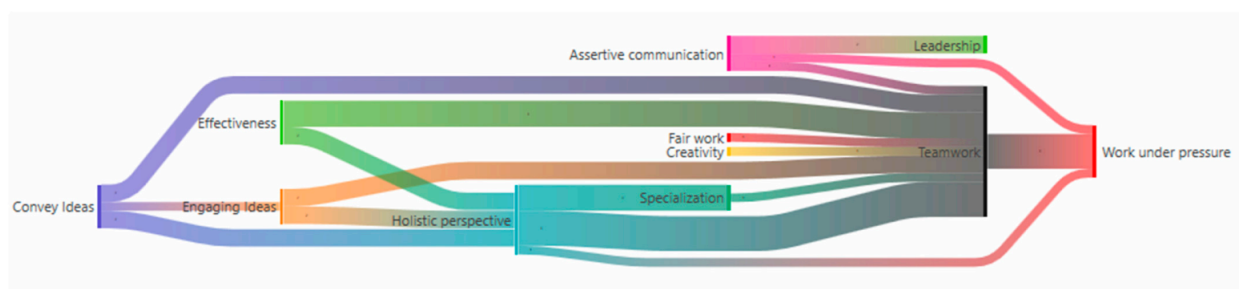 Leadership
Assertive communication
Effectiveness
Fair work
Creativity
Teamwork
Work under pressure
Specialization
Convey Ideas
Engaging Ideas
Holistic perspective